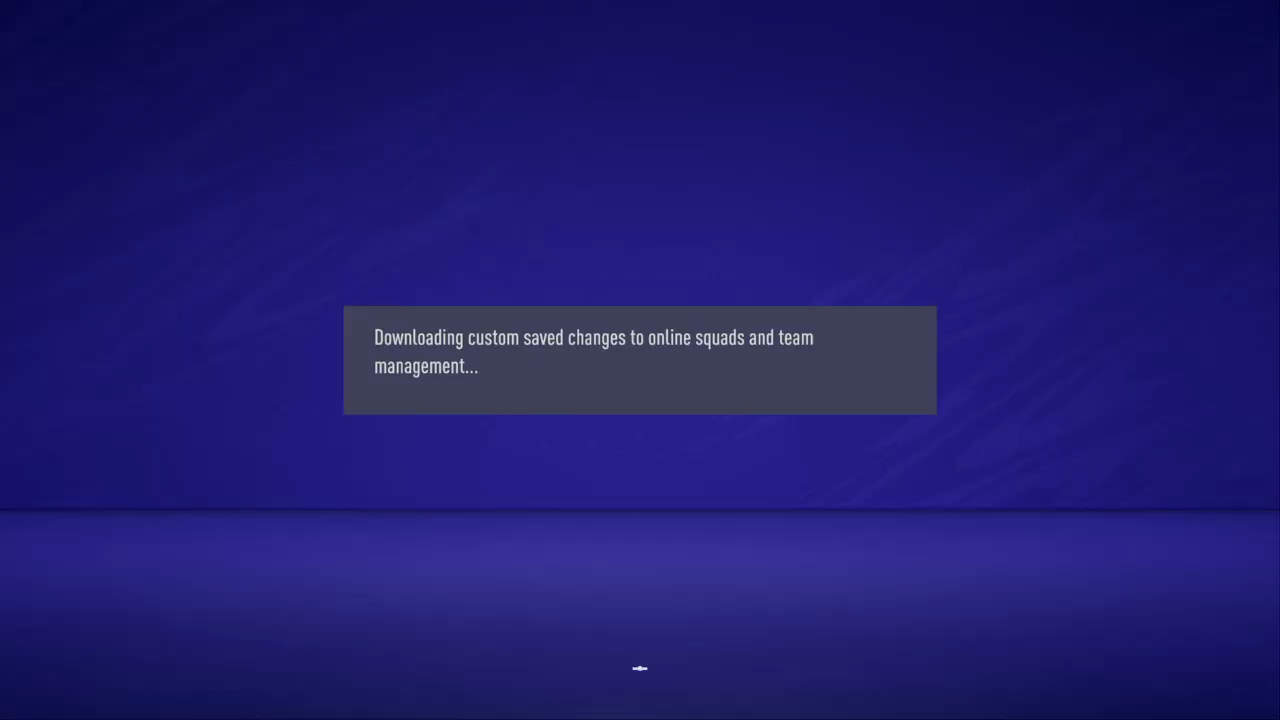 Downloading custom saved changes to online squads and team
management...